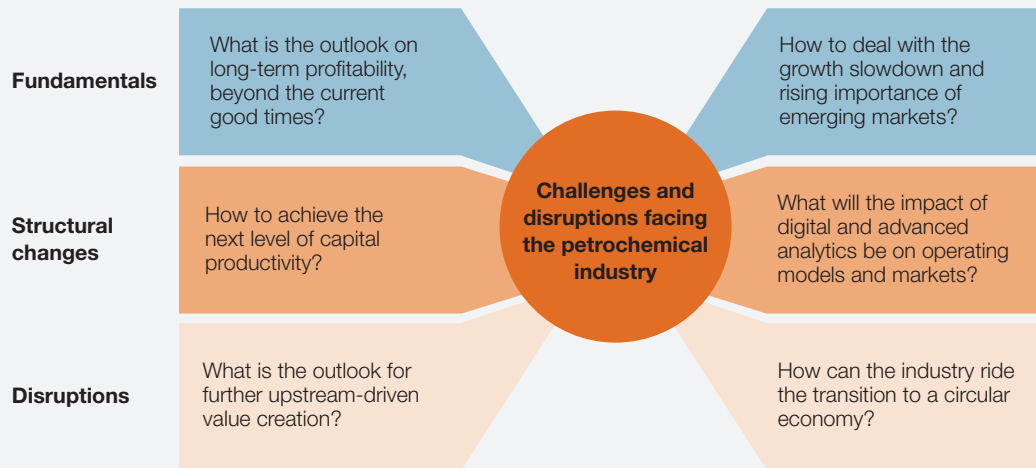 Fundamentals
What is the outlook on
long-term profitability,
beyond the current
good times?
How to deal with the
growth slowdown and
rising importance of
emerging markets?
Challenges and
disruptions facing
the petrochemical
industry
Structural
changes
How to achieve the
next level of capital
productivity?
What will the impact of
digital and advanced
analytics be on operating
models and markets?
Disruptions
What is the outlook for
further upstream-driven
value creation?
How can the industry ride
the transition to a circular
economy?